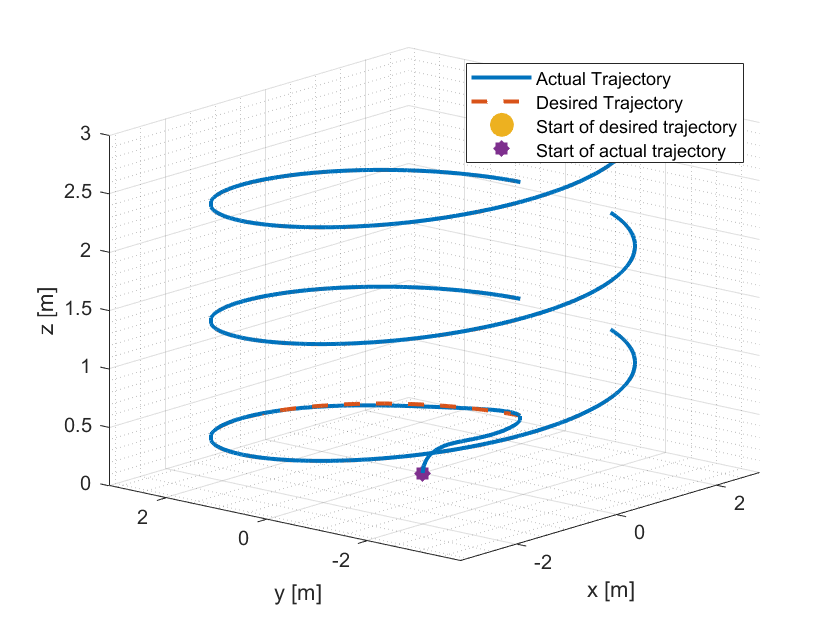 Actual Trajectory
Desired Trajectory
Start of desired trajectory
Start of actual trajectory
3
2.5
2
1.5
1
0.5
0
z [m]
2
0
-2
y [m]
-2
0
2
x [m]